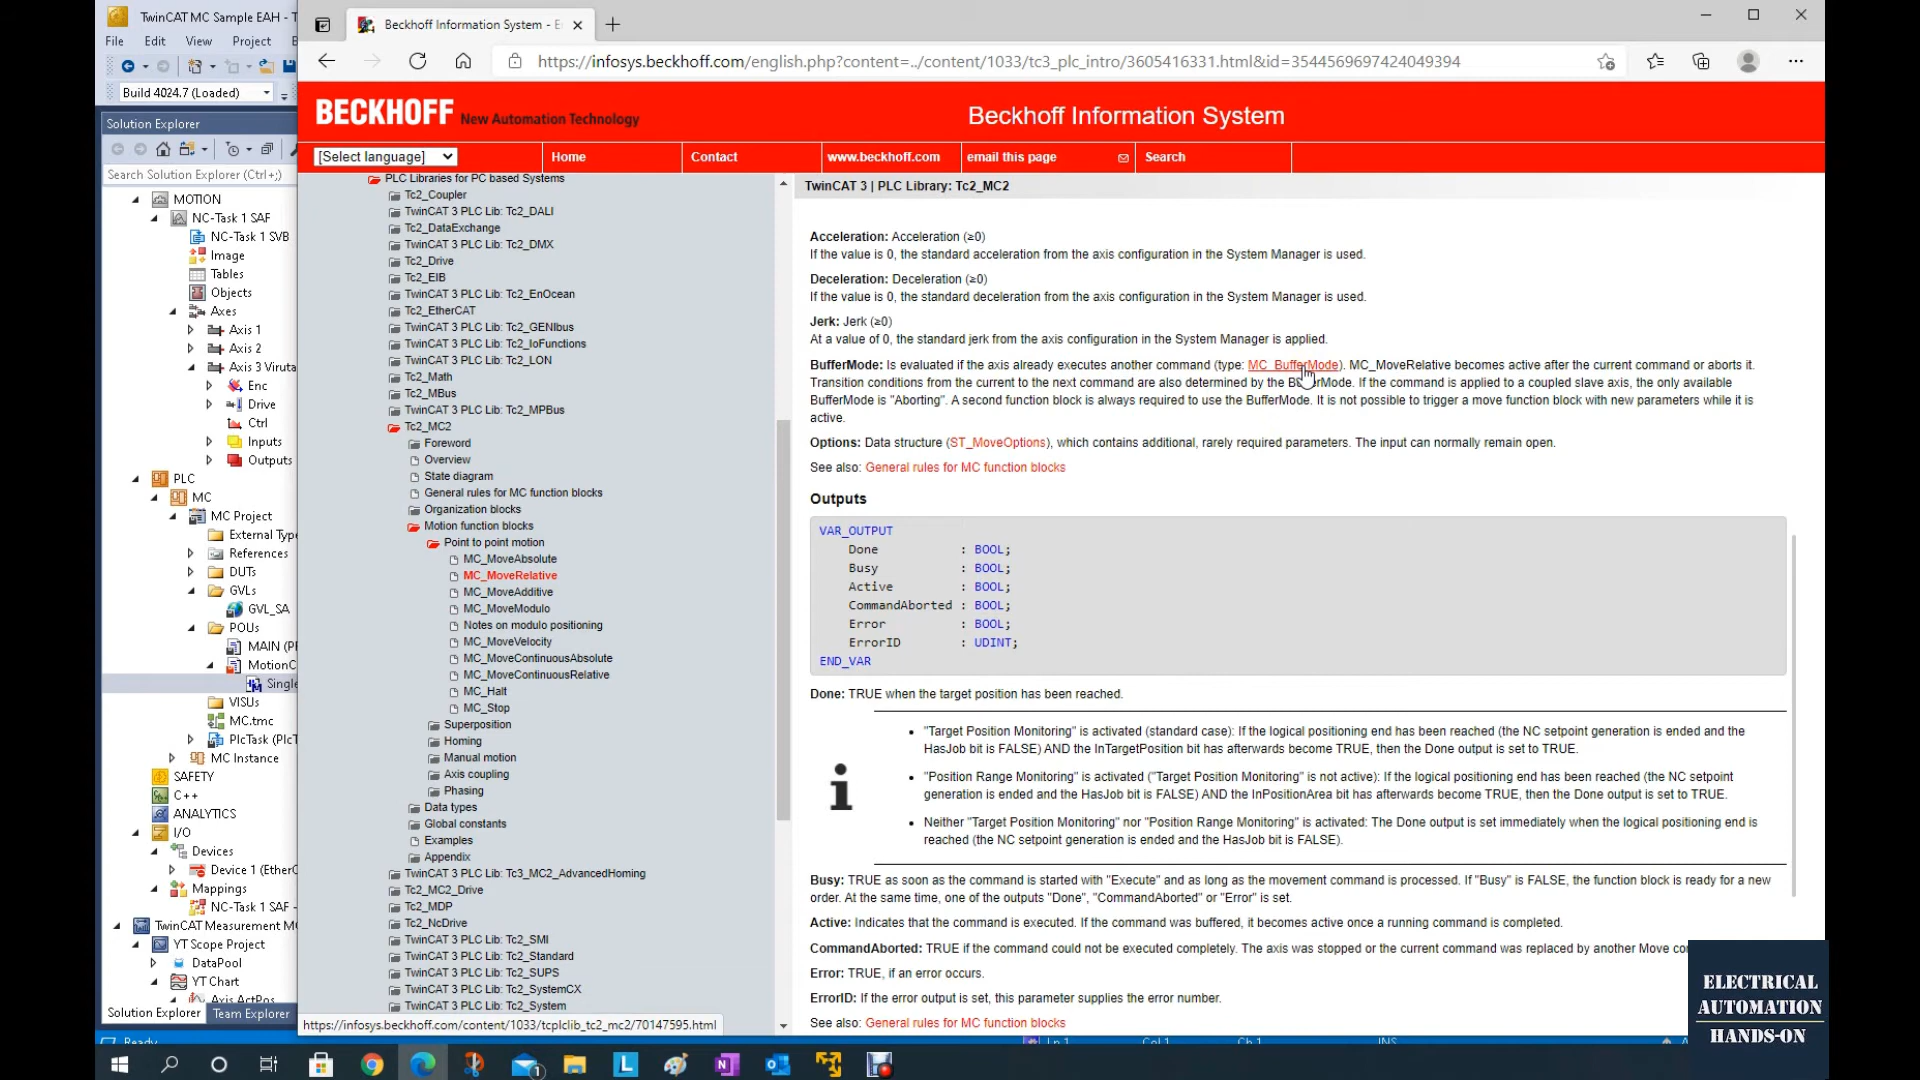 TwinCAT MC Sample EAH - T
File Edit View Project B
Build 4024.7 (Loaded)
Solution Explorer
Search Solution Explorer (Ctrl+;)
MOTION
NC-Task 1 SAF
NC-Task 1 SVB
Image
Tables
Objects
Axes
Axis 1
Axis 2
Axis 3 Virutal
Enc
Drive
Ctrl
Inputs
Outputs
PLC
MC
MC Project
External Type
References
DUTs
GVLs
GVL_SA
POUs
MAIN (PR
MotionC
Single
VISUs
MC.tmc
PlcTask (PlcT
MC Instance
SAFETY
C++
ANALYTICS
I/O
Devices
Device 1 (EtherC
Mappings
NC-Task 1 SAF -
TwinCAT Measurement MC
YT Scope Project
DataPool
YT Chart
Axis ActPos
Solution Explorer Team Explorer
Ready
Beckhoff Information System - E
https://infosys.beckhoff.com/english.php?content=../content/1033/tc3_plc_intro/3605416331.html&id=3544569697424049394
BECKHOFF New Automation Technology
Beckhoff Information System
[Select language] Home Contact www.beckhoff.com email this page Search
PLC Libraries for PC based Systems
Tc2_Coupler
TwinCAT 3 PLC Lib: Tc2_DALI
Tc2_DataExchange
TwinCAT 3 PLC Lib: Tc2_DMX
Tc2_Drive
Tc2_EIB
TwinCAT 3 PLC Lib: Tc2_EnOcean
Tc2_EtherCAT
TwinCAT 3 PLC Lib: Tc2_GENIbus
TwinCAT 3 PLC Lib: Tc2_IoFunctions
TwinCAT 3 PLC Lib: Tc2_LON
Tc2_Math
Tc2_MBus
TwinCAT 3 PLC Lib: Tc2_MPBus
Tc2_MC2
Foreword
Overview
State diagram
General rules for MC function blocks
Organization blocks
Motion function blocks
Point to point motion
MC_MoveAbsolute
MC_MoveRelative
MC_MoveAdditive
MC_MoveModulo
Notes on modulo positioning
MC_MoveVelocity
MC_MoveContinuousAbsolute
MC_MoveContinuousRelative
MC_Halt
MC_Stop
Superposition
Homing
Manual motion
Axis coupling
Phasing
Data types
Global constants
Examples
Appendix
TwinCAT 3 PLC Lib: Tc3_MC2_AdvancedHoming
Tc2_MC2_Drive
Tc2_MDP
Tc2_NcDrive
TwinCAT 3 PLC Lib: Tc2_SMI
TwinCAT 3 PLC Lib: Tc2_Standard
TwinCAT 3 PLC Lib: Tc2_SUPS
TwinCAT 3 PLC Lib: Tc2_SystemCX
TwinCAT 3 PLC Lib: Tc2_System
https://infosys.beckhoff.com/content/1033/tcplclib_tc2_mc2/70147595.html
TwinCAT 3 | PLC Library: Tc2_MC2
Acceleration: Acceleration (≥0)
If the value is 0, the standard acceleration from the axis configuration in the System Manager is used.
Deceleration: Deceleration (≥0)
If the value is 0, the standard deceleration from the axis configuration in the System Manager is used.
Jerk: Jerk (≥0)
At a value of 0, the standard jerk from the axis configuration in the System Manager is applied.
BufferMode: Is evaluated if the axis already executes another command (type: MC_BufferMode). MC_MoveRelative becomes active after the current command or aborts it.
Transition conditions from the current to the next command are also determined by the BufferMode. If the command is applied to a coupled slave axis, the only available
BufferMode is "Aborting". A second function block is always required to use the BufferMode. It is not possible to trigger a move function block with new parameters while it is
active.
Options: Data structure (ST_MoveOptions), which contains additional, rarely required parameters. The input can normally remain open.
See also: General rules for MC function blocks
Outputs
VAR_OUTPUT
Done : BOOL;
Busy : BOOL;
Active : BOOL;
CommandAborted : BOOL;
Error : BOOL;
ErrorID : UDINT;
END_VAR
Done: TRUE when the target position has been reached.
• "Target Position Monitoring" is activated (standard case): If the logical positioning end has been reached (the NC setpoint generation is ended and the
HasJob bit is FALSE) AND the InTargetPosition bit has afterwards become TRUE, then the Done output is set to TRUE.
• "Position Range Monitoring" is activated ("Target Position Monitoring" is not active): If the logical positioning end has been reached (the NC setpoint
generation is ended and the HasJob bit is FALSE) AND the InPositionArea bit has afterwards become TRUE, then the Done output is set to TRUE.
• Neither "Target Position Monitoring" nor "Position Range Monitoring" is activated: The Done output is set immediately when the logical positioning end is
reached (the NC setpoint generation is ended and the HasJob bit is FALSE).
Busy: TRUE as soon as the command is started with "Execute" and as long as the movement command is processed. If "Busy" is FALSE, the function block is ready for a new
order. At the same time, one of the outputs "Done", "CommandAborted" or "Error" is set.
Active: Indicates that the command is executed. If the command was buffered, it becomes active once a running command is completed.
CommandAborted: TRUE if the command could not be executed completely. The axis was stopped or the current command was replaced by another Move co
Error: TRUE, if an error occurs.
ErrorID: If the error output is set, this parameter supplies the error number.
See also: General rules for MC function blocks
Ln 1 Col 1 Ch 1 INS
ELECTRICAL
AUTOMATION
HANDS-ON